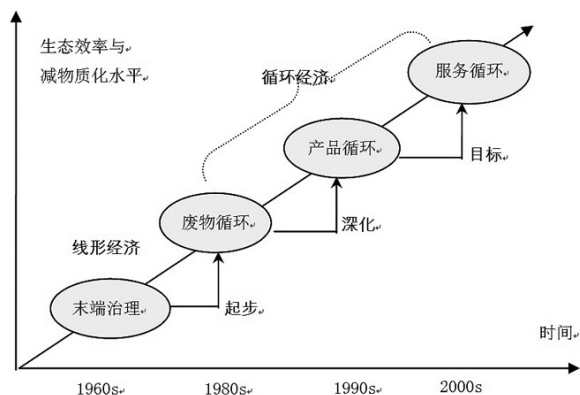 生态效率与
减物质化水平
循环经济
服务循环
产品循环
目标
废物循环
深化
线形经济
末端治理
起步
时间
1960s
1980s
1990s
2000s